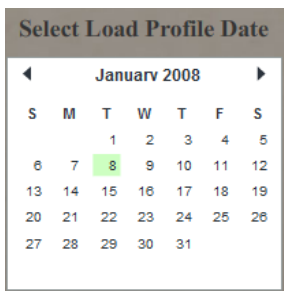 Select Load Profile Date
January 2008
S M T W T F S
1 2 3 4 5
6 7 8 9 10 11 12
13 14 15 16 17 18 19
20 21 22 23 24 25 26
27 28 29 30 31